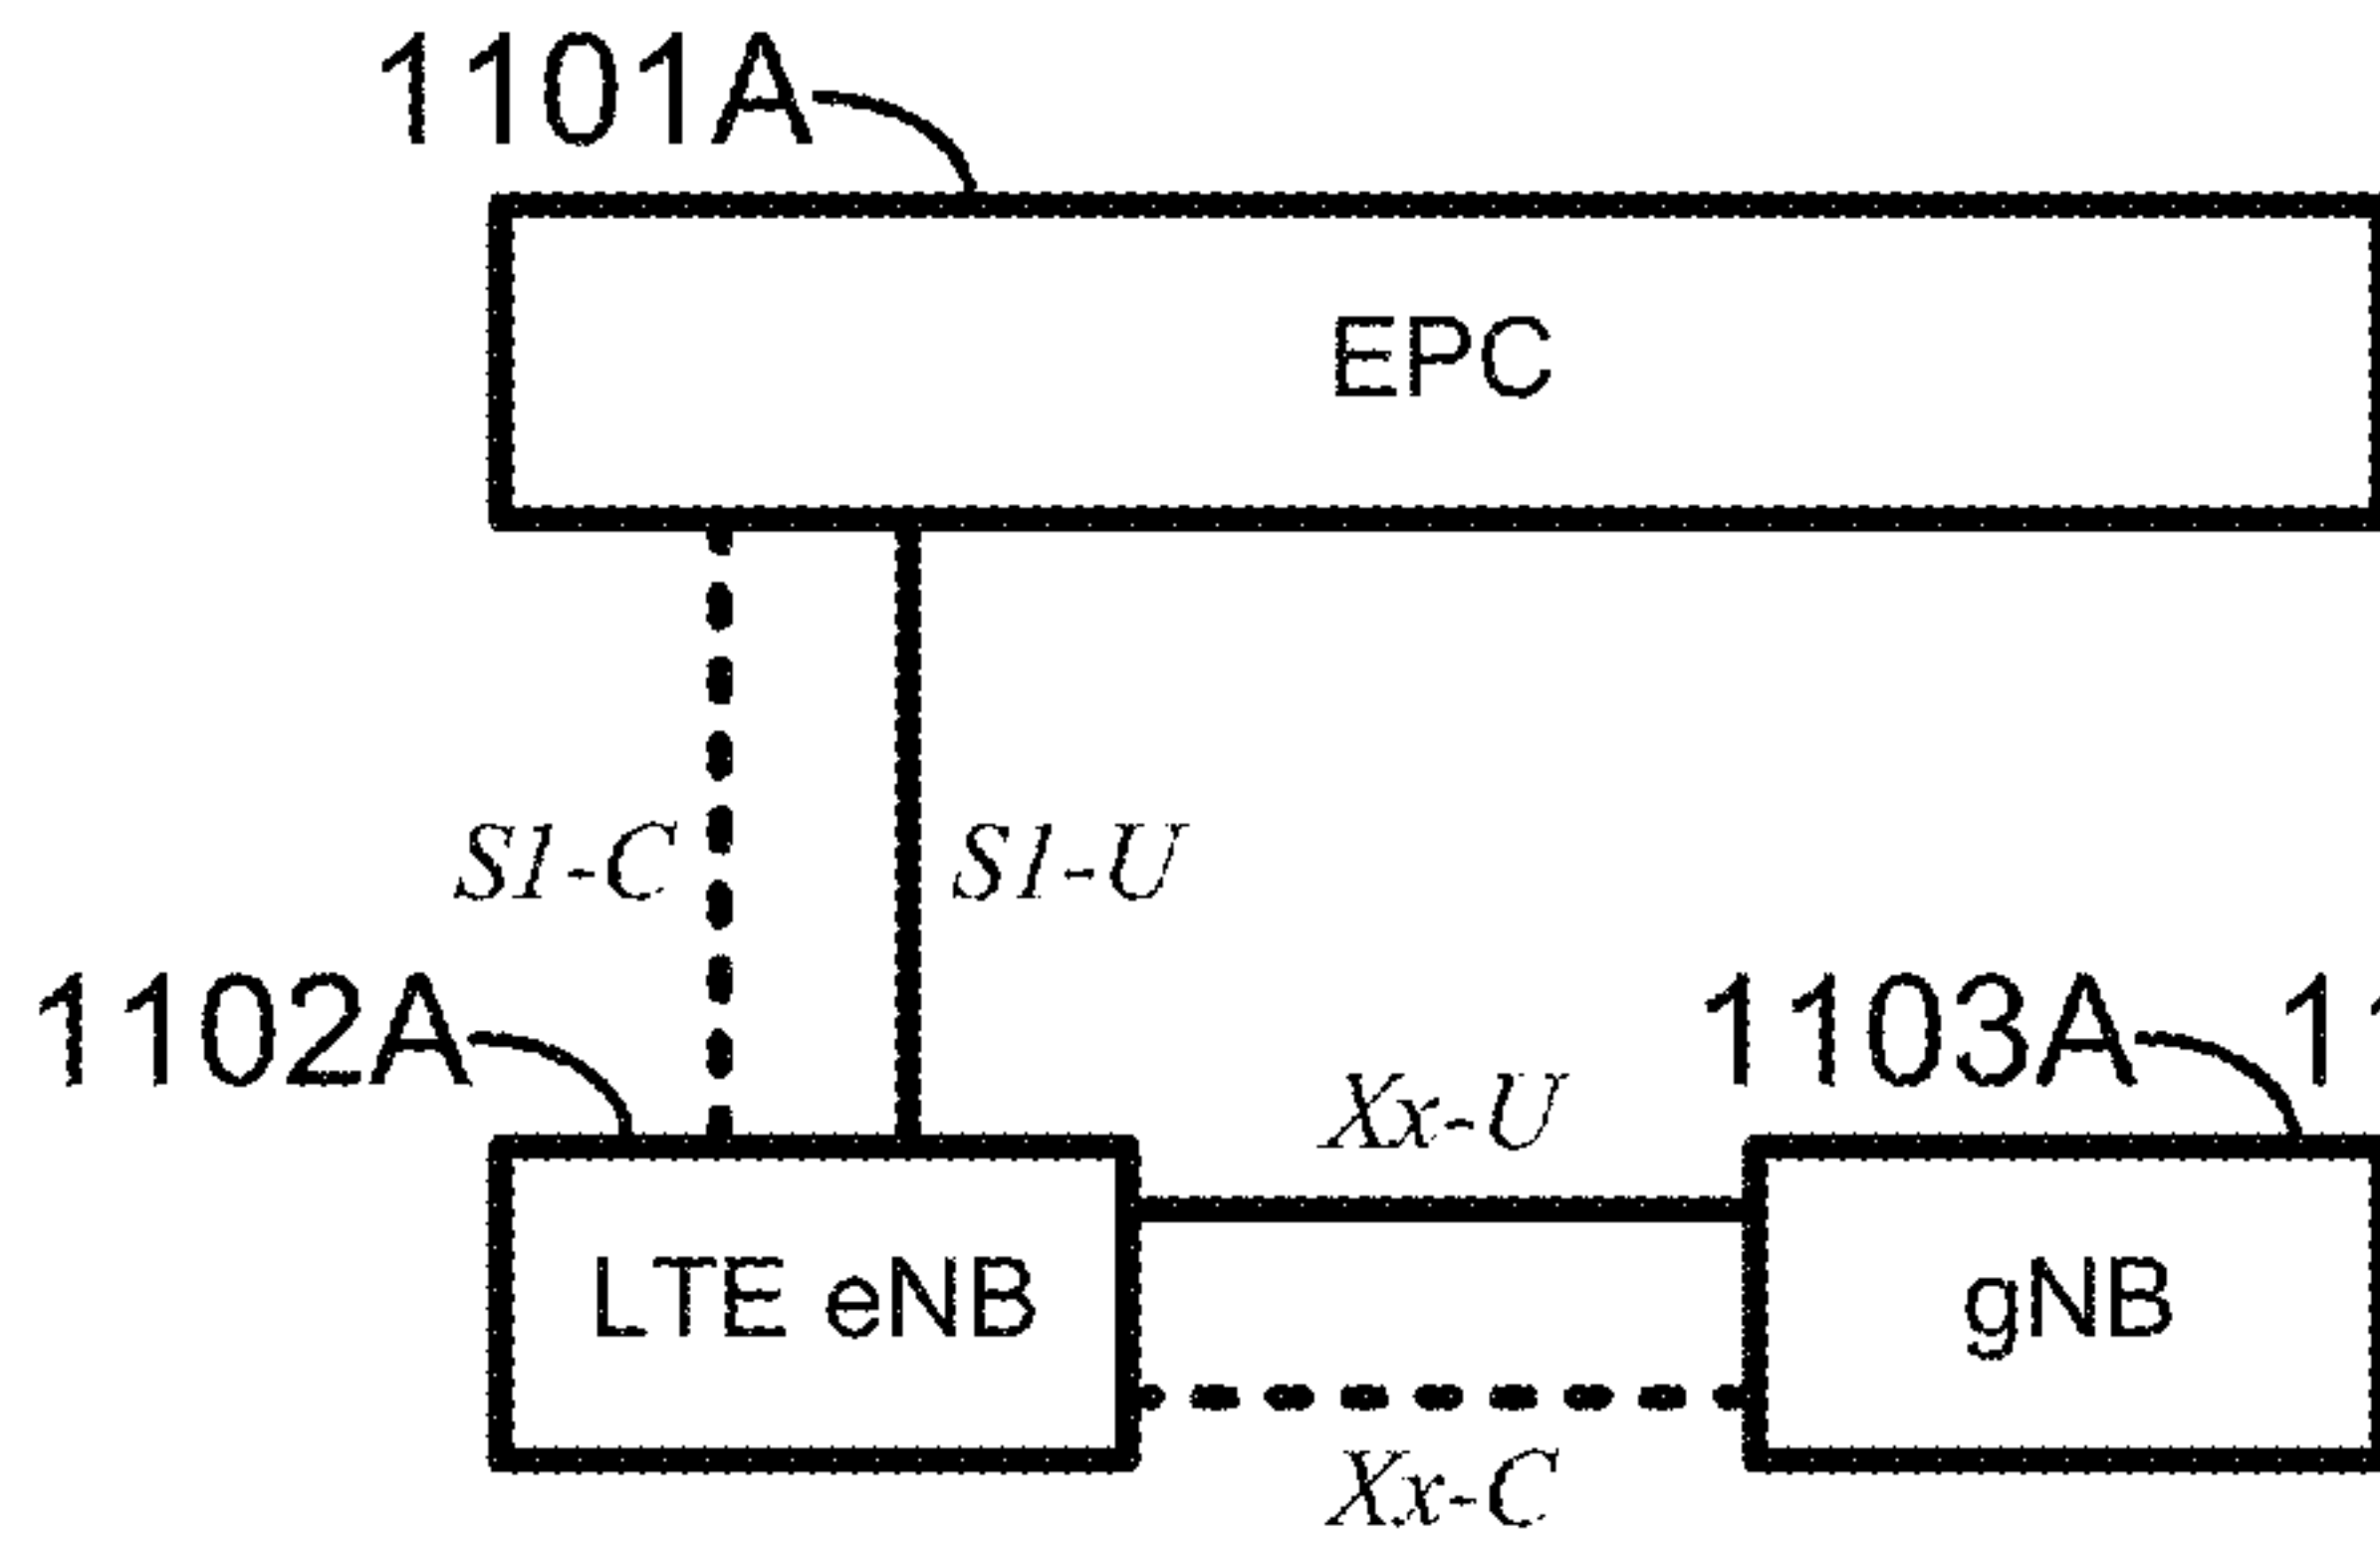 1101A
EPC
S1-C S1-U
1102A 1103A
Xx-U
LTE eNB gNB
Xx-C